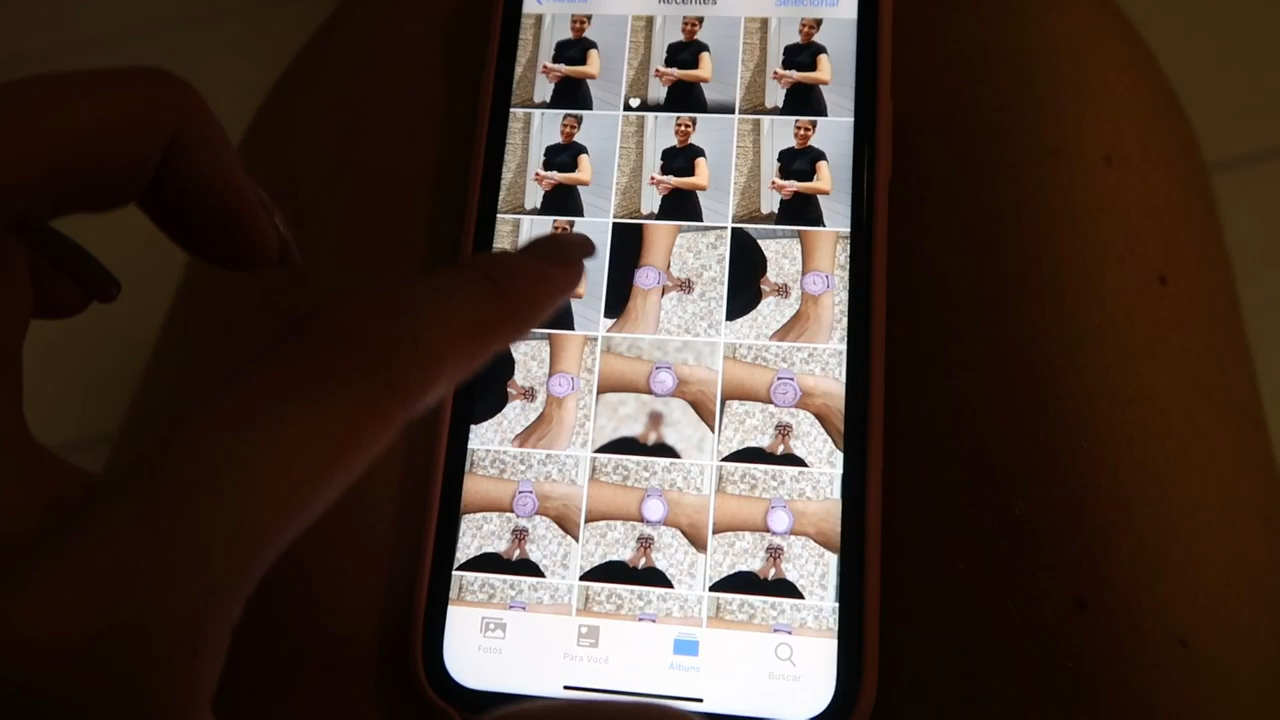 Recentes
Selecionar
Fotos
Para Você
Álbuns
Buscar